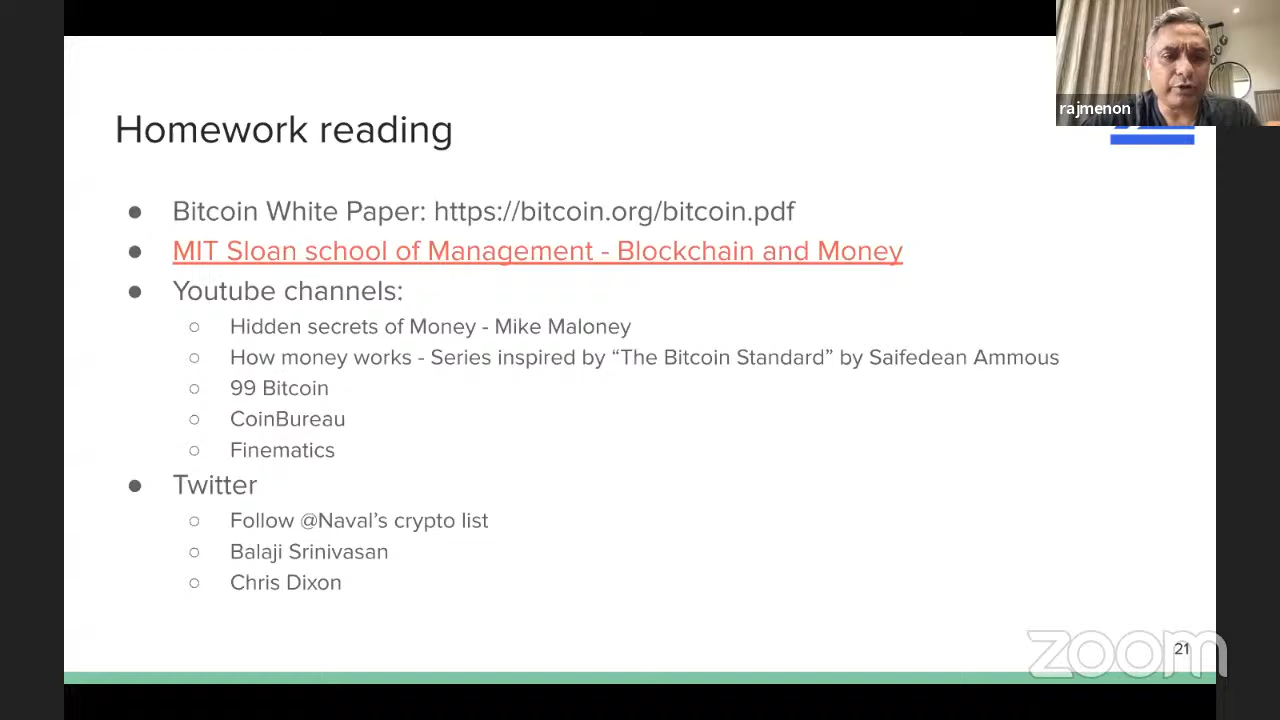 rajmenon
Homework reading
● Bitcoin White Paper: https://bitcoin.org/bitcoin.pdf
● MIT Sloan school of Management - Blockchain and Money
● Youtube channels:
○ Hidden secrets of Money - Mike Maloney
○ How money works - Series inspired by “The Bitcoin Standard” by Saifedean Ammous
○ 99 Bitcoin
○ CoinBureau
○ Finematics
● Twitter
○ Follow @Naval’s crypto list
○ Balaji Srinivasan
○ Chris Dixon
21
zoom